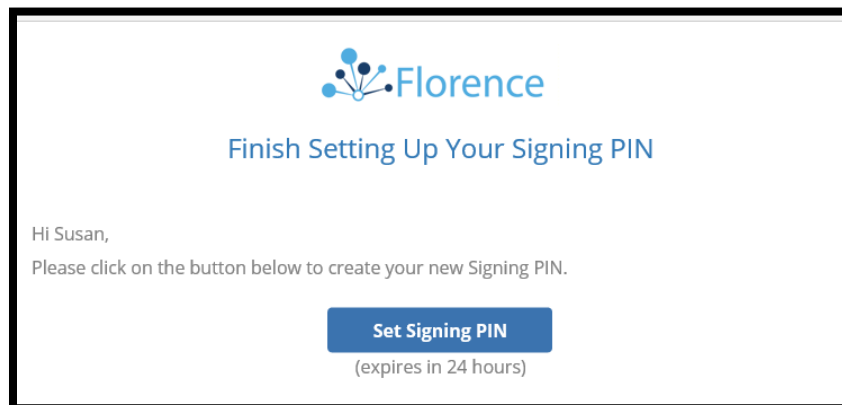 Florence
Finish Setting Up Your Signing PIN
Hi Susan,
Please click on the button below to create your new Signing PIN.
Set Signing PIN
(expires in 24 hours)